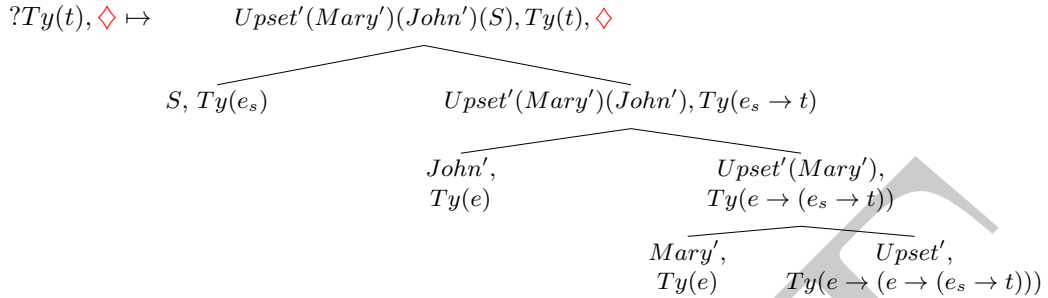 ?Ty(t), ♢ ↦ Upset′(Mary′)(John′)(S), Ty(t), ♢
S, Ty(e_s) Upset′(Mary′)(John′), Ty(e_s → t)
John′, Upset′(Mary′),
Ty(e) Ty(e → (e_s → t))
Mary′, Upset′,
Ty(e) Ty(e → (e → (e_s → t)))